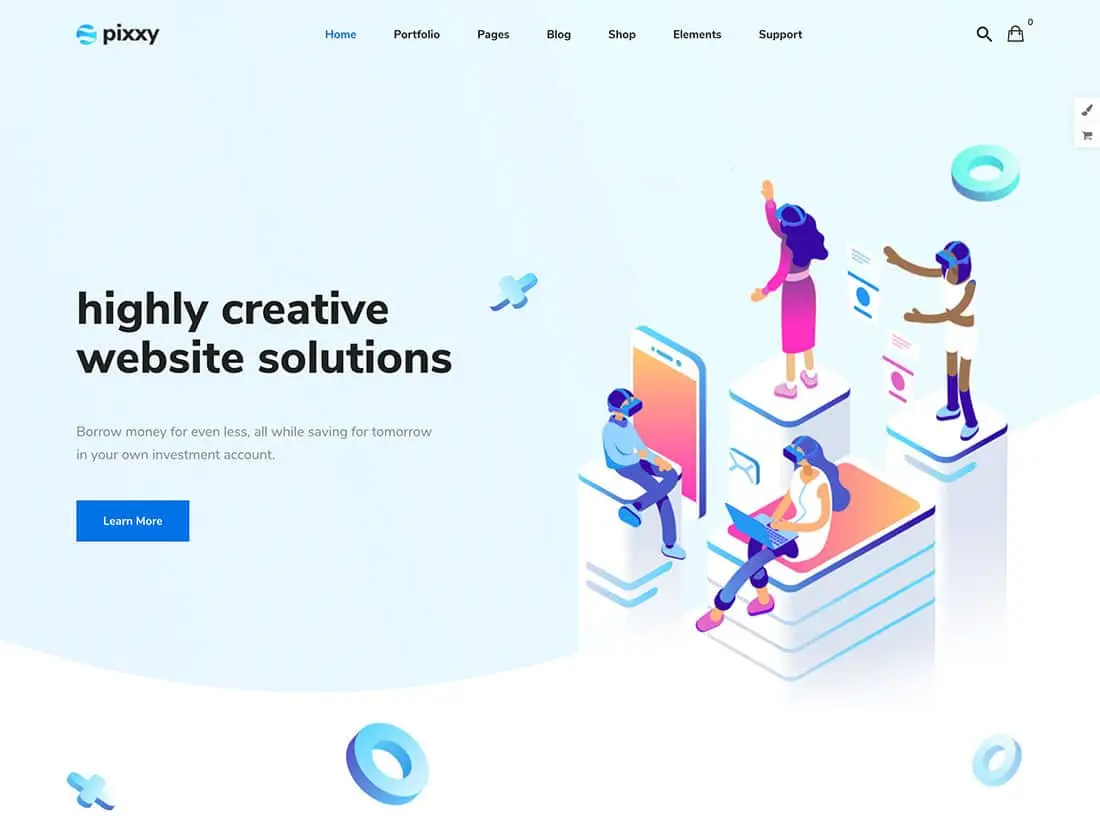 pixxy
Home Portfolio Pages Blog Shop Elements Support
0
highly creative
website solutions
Borrow money for even less, all while saving for tomorrow
in your own investment account.
Learn More